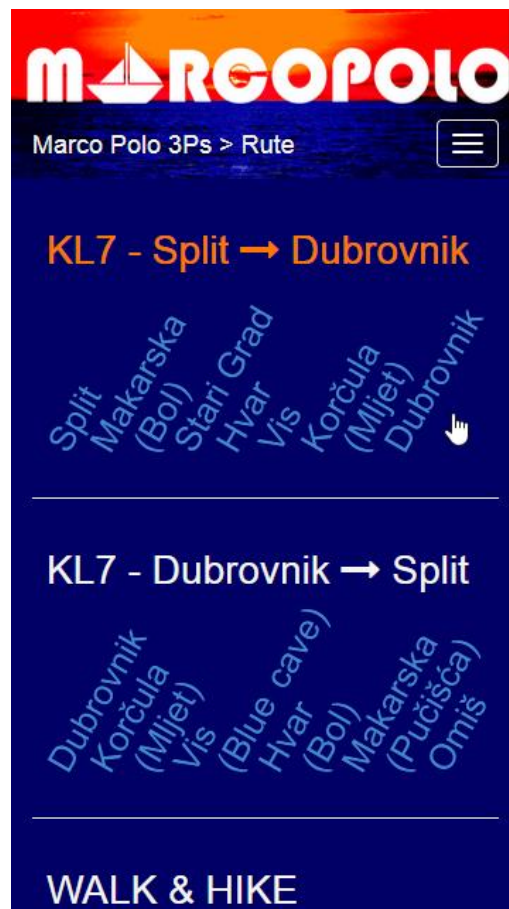 MARCOPOLO
Marco Polo 3Ps > Rute
KL7 - Split → Dubrovnik
Split
Makarska
(Bol)
Stari Grad
Hvar
Vis
Korčula
(Mljet)
Dubrovnik
KL7 - Dubrovnik → Split
Dubrovnik
Korčula
(Mljet)
Vis
(Blue cave)
Hvar
(Bol)
Makarska
(Pučišća)
Omiš
WALK & HIKE